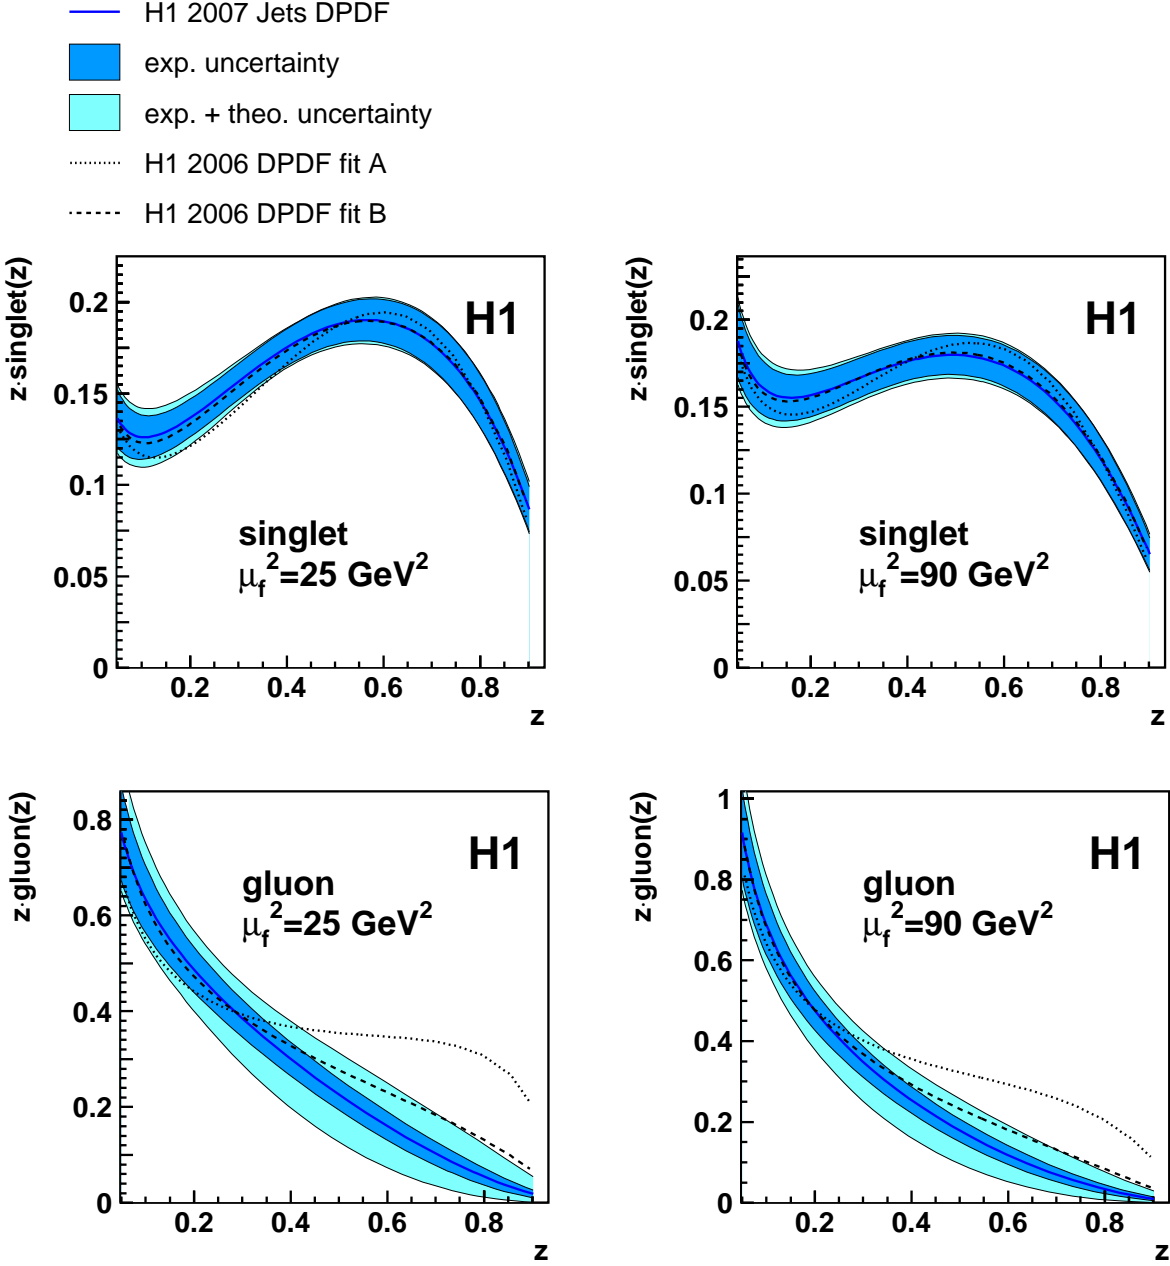 H1 2007 Jets DPDF
exp. uncertainty
exp. + theo. uncertainty
H1 2006 DPDF fit A
H1 2006 DPDF fit B
z·singlet(z)
0.2
0.15
0.1
0.05
0
H1
singlet
μf²=25 GeV²
0.2 0.4 0.6 0.8
z
z·singlet(z)
0.2
0.15
0.1
0.05
0
H1
singlet
μf²=90 GeV²
0.2 0.4 0.6 0.8
z
z·gluon(z)
0.8
0.6
0.4
0.2
0
H1
gluon
μf²=25 GeV²
0.2 0.4 0.6 0.8
z
z·gluon(z)
1
0.8
0.6
0.4
0.2
0
H1
gluon
μf²=90 GeV²
0.2 0.4 0.6 0.8
z